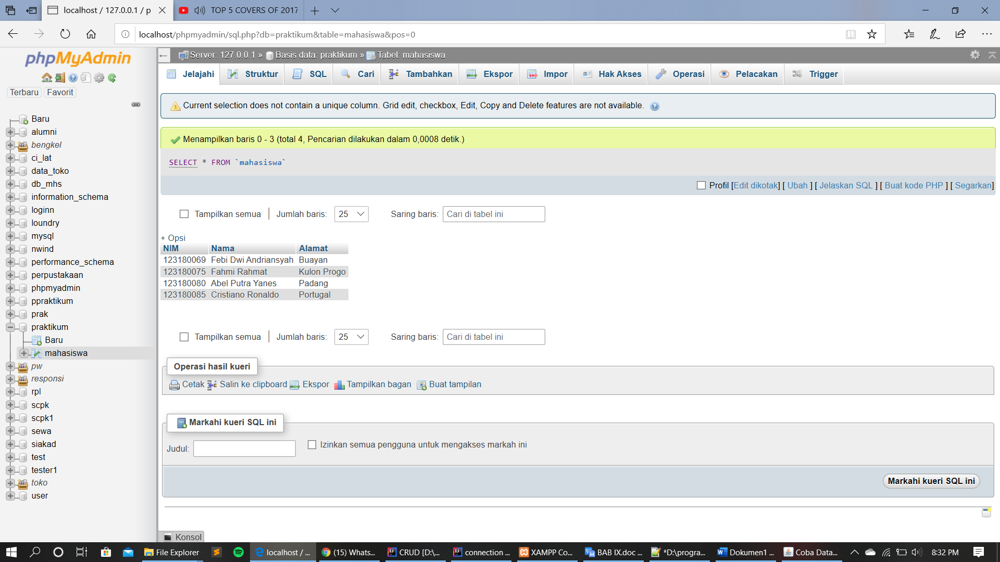 localhost / 127.0.0.1 / p
TOP 5 COVERS OF 2017
localhost/phpmyadmin/sql.php?db=praktikum&table=mahasiswa&pos=0
phpMyAdmin
Terbaru Favorit
Baru
alumni
bengkel
ci_lat
data_toko
db_mhs
information_schema
loginn
loundry
mysql
nwind
performance_schema
perpustakaan
phpmyadmin
ppraktikum
prak
praktikum
Baru
mahasiswa
pw
responsi
rpl
scpk
scpk1
sewa
siakad
test
tester1
toko
user
Server: 127.0.0.1 » Basis data: praktikum » Tabel: mahasiswa
Jelajahi Struktur SQL Cari Tambahkan Ekspor Impor Hak Akses Operasi Pelacakan Trigger
Current selection does not contain a unique column. Grid edit, checkbox, Edit, Copy and Delete features are not available.
Menampilkan baris 0 - 3 (total 4, Pencarian dilakukan dalam 0,0008 detik.)
SELECT * FROM `mahasiswa`
Profil [Edit dikotak] [ Ubah ] [ Jelaskan SQL ] [ Buat kode PHP ] [ Segarkan]
Tampilkan semua | Jumlah baris: 25 Saring baris: Cari di tabel ini
+ Opsi
NIM Nama Alamat
123180069 Febi Dwi Andriansyah Buayan
123180075 Fahmi Rahmat Kulon Progo
123180080 Abel Putra Yanes Padang
123180085 Cristiano Ronaldo Portugal
Tampilkan semua | Jumlah baris: 25 Saring baris: Cari di tabel ini
Operasi hasil kueri
Cetak Salin ke clipboard Ekspor Tampilkan bagan Buat tampilan
Markahi kueri SQL ini
Judul: Izinkan semua pengguna untuk mengakses markah ini
Markahi kueri SQL ini
Konsol
File Explorer localhost / ... (15) Whats... CRUD [D:\... connection ... XAMPP Co... BAB IX.doc ... *D:\progra... Dokumen1 ... Coba Data... 8:32 PM